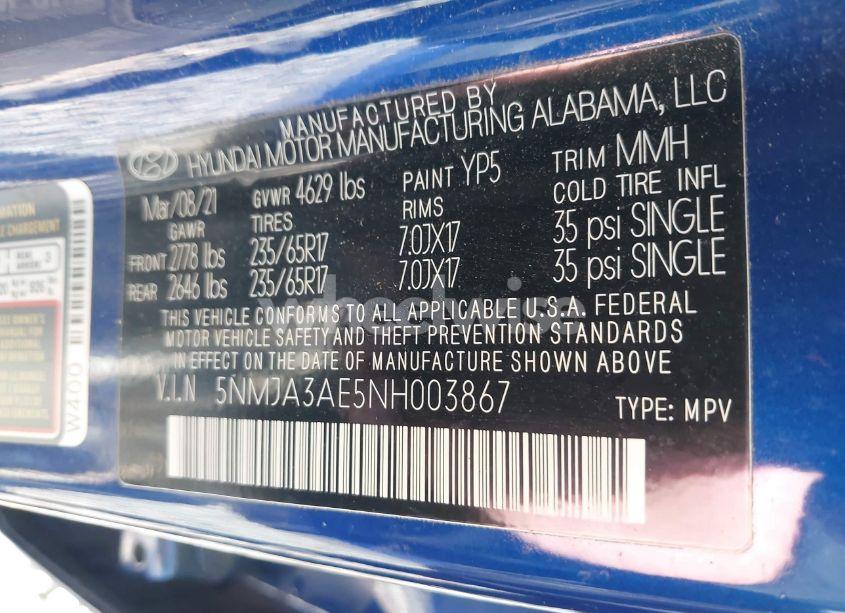 MANUFACTURED BY
HYUNDAI MOTOR MANUFACTURING ALABAMA, LLC
Mar/08/21 GVWR 4629 lbs PAINT YP5 TRIM MMH
GAWR TIRES RIMS COLD TIRE INFL
FRONT 2778 lbs 235/65R17 7.0JX17 35 psi SINGLE
REAR 2646 lbs 235/65R17 7.0JX17 35 psi SINGLE
THIS VEHICLE CONFORMS TO ALL APPLICABLE U.S.A. FEDERAL
MOTOR VEHICLE SAFETY AND THEFT PREVENTION STANDARDS
IN EFFECT ON THE DATE OF MANUFACTURE SHOWN ABOVE
V.I.N 5NMJA3AE5NH003867
TYPE: MPV
W400